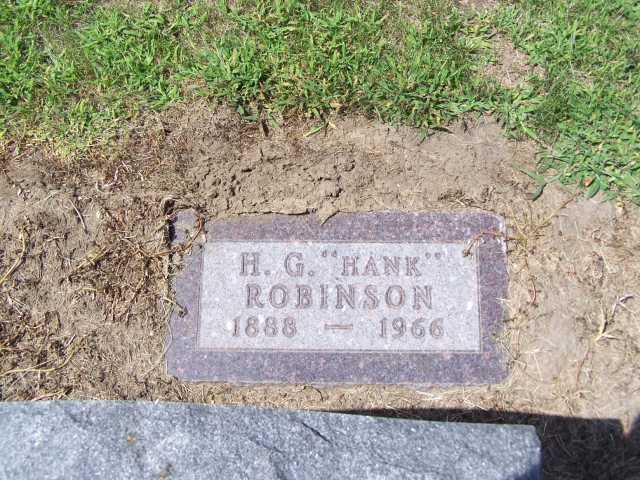 H. G. "HANK"
ROBINSON
1888 — 1966